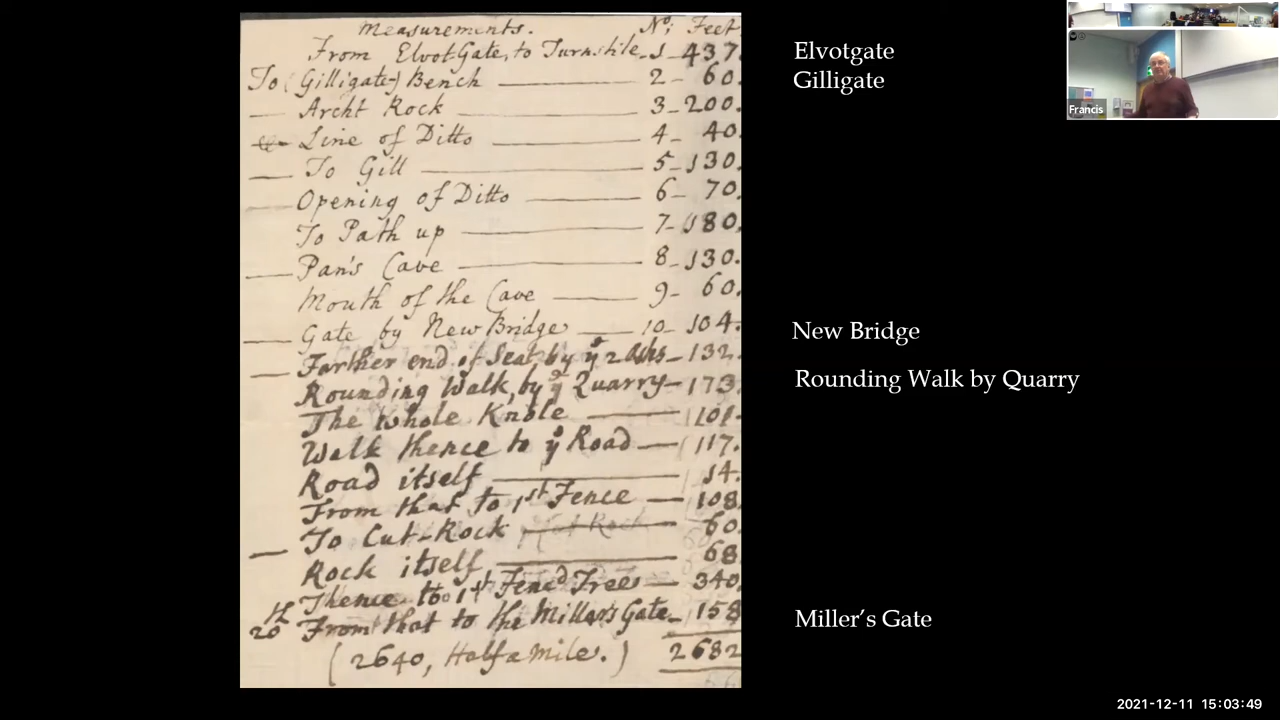 Measurements. No; Feet
From ElvotGate, to Turnstile 1 437.
To (Gilligate-) Bench 2 - 60.
Archt Rock 3 - 200.
Line of Ditto 4 - 40.
To Gill 5 - 130.
Opening of Ditto 6 - 70.
To Path up 7 - 180.
Pan's Cave 8 - 130.
Mouth of the Cave 9 - 60.
Gate by New Bridge 10 - 104.
Farther end of Seat by ye 2 Ashs - 132.
Rounding Walk, by ye Quarry - 173.
The Whole Knole 101.
Walk thence to ye Road 117.
Road itself 14.
From that to 1st Fence 108
To Cut-Rock 60.
Rock itself 68
Thence to 1st Fenc'd Trees 340
20th From that to the Miller's Gate 158
(2640, Half a Mile.) 2682
Elvotgate
Gilligate
New Bridge
Rounding Walk by Quarry
Miller's Gate
Francis
2021-12-11 15:03:49